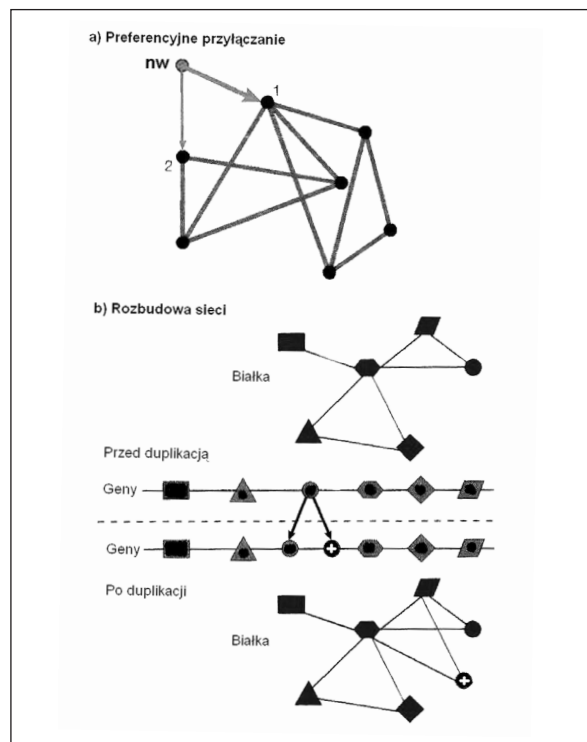 a) Preferencyjne przyłączanie
nw
1
2
b) Rozbudowa sieci
Białka
Przed duplikacją
Geny
Geny
Po duplikacji
Białka